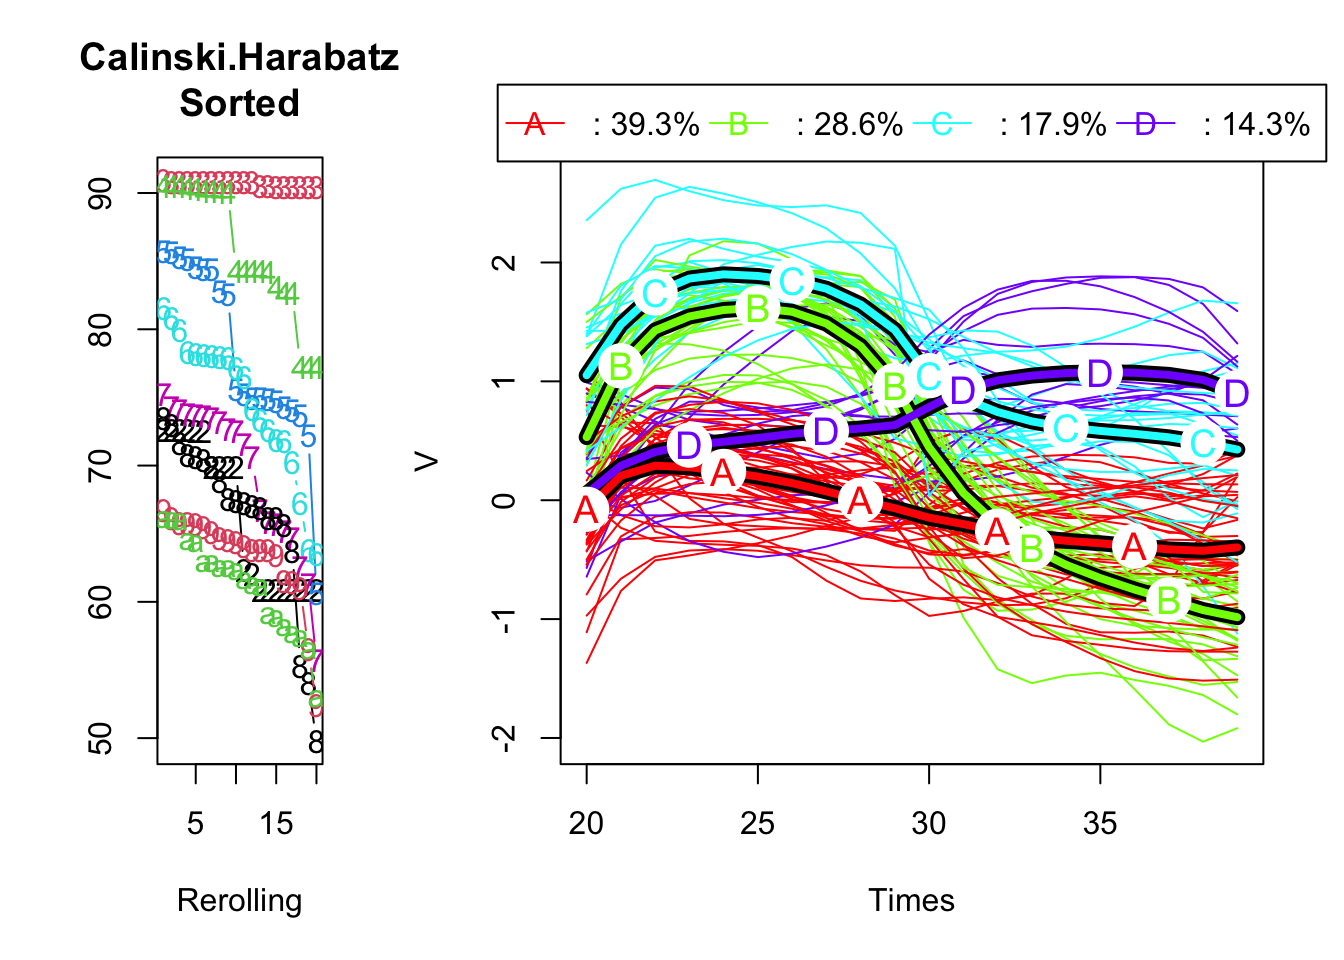 Calinski.Harabatz
Sorted
90
80
70
60
50
5
15
Rerolling
A : 39.3% B : 28.6% C : 17.9% D : 14.3%
V
2
1
0
-1
-2
20 25 30 35
Times